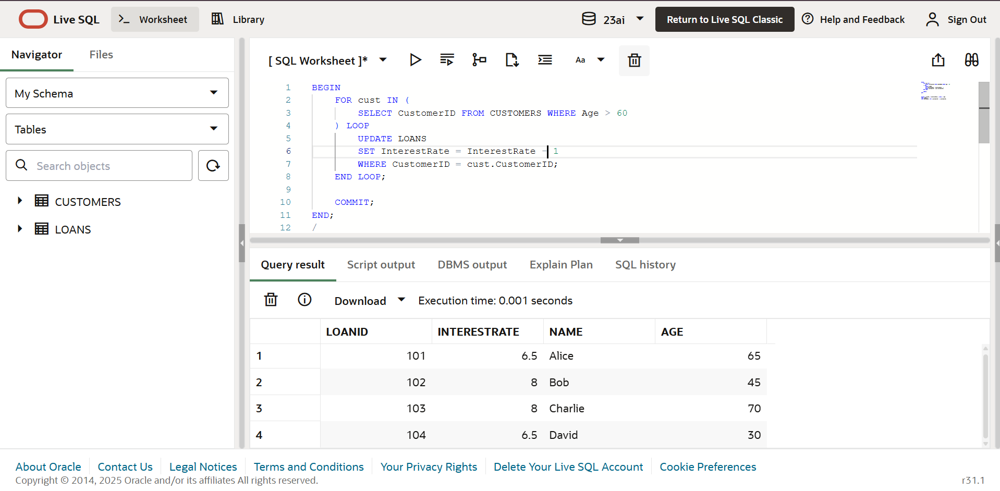 Live SQL Worksheet Library 23ai Return to Live SQL Classic Help and Feedback Sign Out
Navigator Files
My Schema
Tables
Search objects
CUSTOMERS
LOANS
[ SQL Worksheet ]* Aa
1 BEGIN
2 FOR cust IN (
3 SELECT CustomerID FROM CUSTOMERS WHERE Age > 60
4 ) LOOP
5 UPDATE LOANS
6 SET InterestRate = InterestRate - 1
7 WHERE CustomerID = cust.CustomerID;
8 END LOOP;
9
10 COMMIT;
11 END;
12 /
Query result Script output DBMS output Explain Plan SQL history
Download Execution time: 0.001 seconds
LOANID INTERESTRATE NAME AGE
1 101 6.5 Alice 65
2 102 8 Bob 45
3 103 8 Charlie 70
4 104 6.5 David 30
About Oracle Contact Us Legal Notices Terms and Conditions Your Privacy Rights Delete Your Live SQL Account Cookie Preferences
Copyright © 2014, 2025 Oracle and/or its affiliates All rights reserved.
r31.1